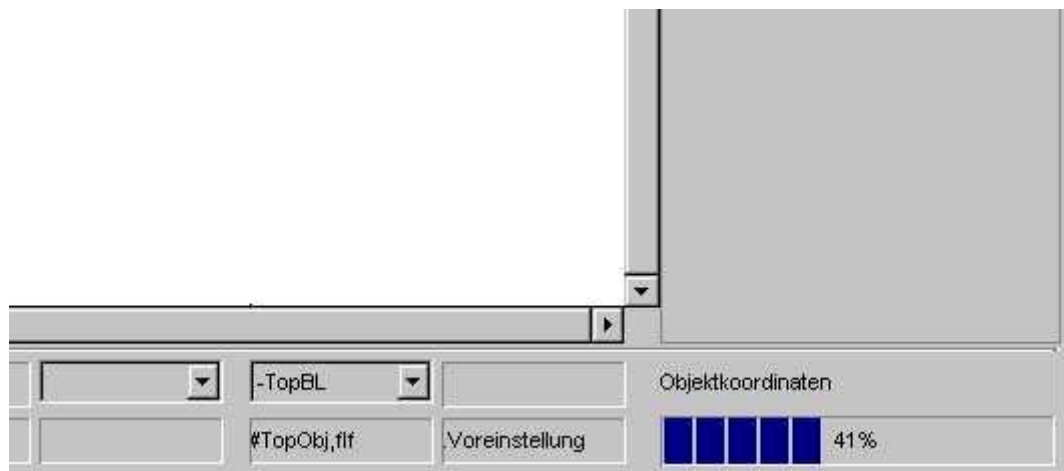 -TopBL
Objektkoordinaten
#TopObj,flf
Voreinstellung
41%